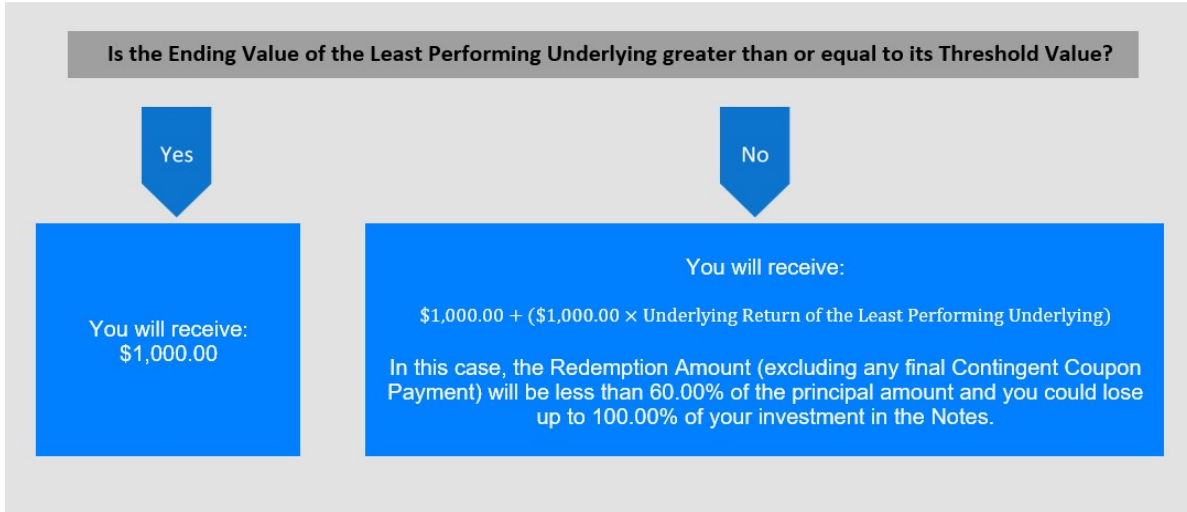 Is the Ending Value of the Least Performing Underlying greater than or equal to its Threshold Value?
Yes
No
You will receive:
$1,000.00
You will receive:
$1,000.00 + ($1,000.00 × Underlying Return of the Least Performing Underlying)
In this case, the Redemption Amount (excluding any final Contingent Coupon
Payment) will be less than 60.00% of the principal amount and you could lose
up to 100.00% of your investment in the Notes.